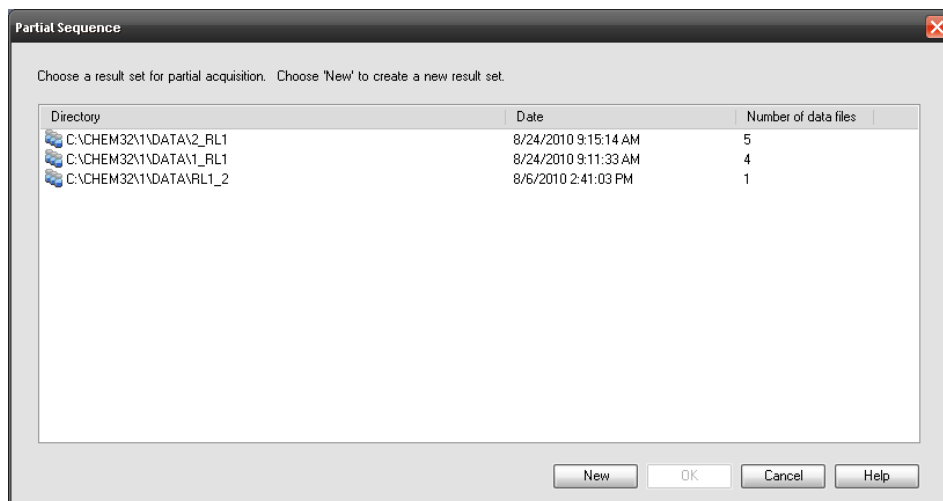 Partial Sequence
Choose a result set for partial acquisition. Choose 'New' to create a new result set.
Directory Date Number of data files
C:\CHEM32\1\DATA\2_RL1 8/24/2010 9:15:14 AM 5
C:\CHEM32\1\DATA\1_RL1 8/24/2010 9:11:33 AM 4
C:\CHEM32\1\DATA\RL1_2 8/6/2010 2:41:03 PM 1
New OK Cancel Help